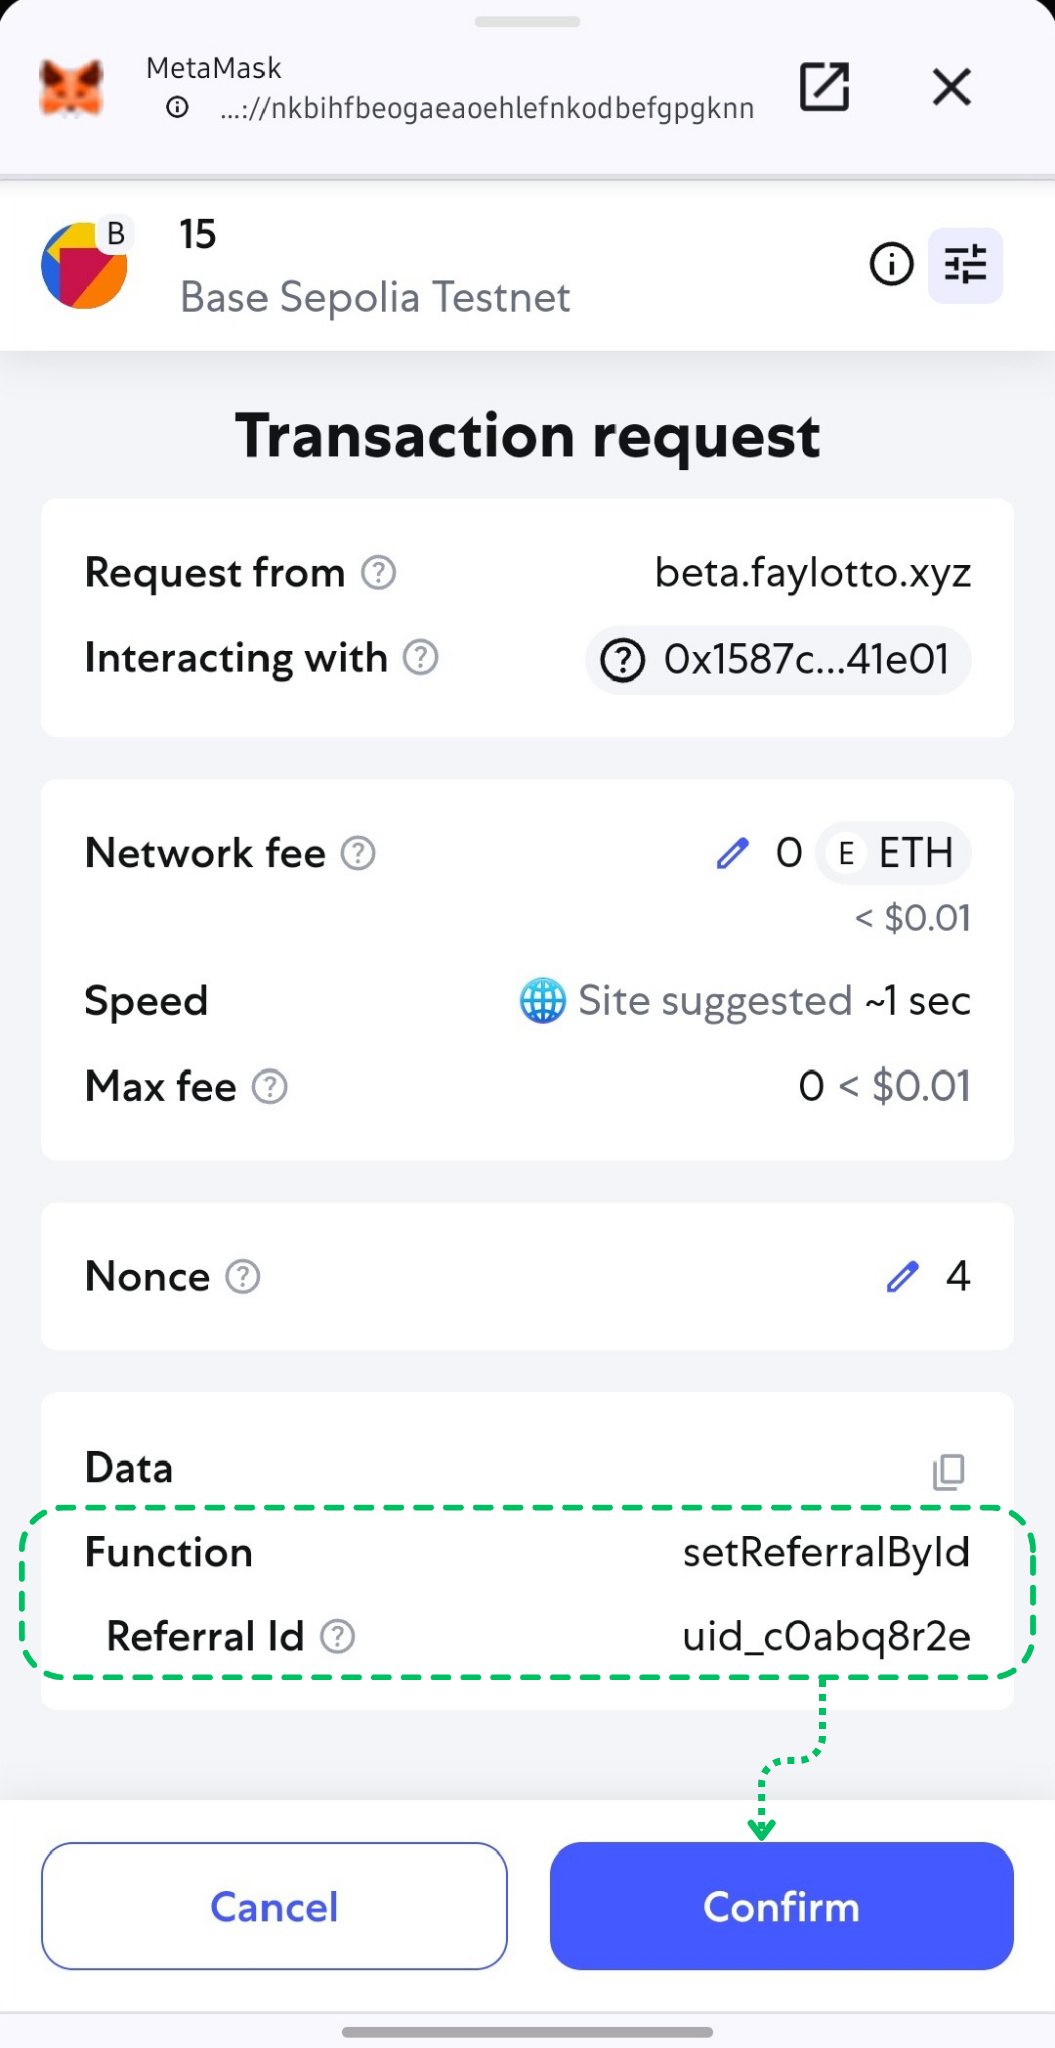 MetaMask
...://nkbihfbeogaeaoehlefnkodbefgpgknn
B
15
Base Sepolia Testnet
Transaction request
Request from beta.faylotto.xyz
Interacting with 0x1587c...41e01
Network fee 0 E ETH
< $0.01
Speed Site suggested ~1 sec
Max fee 0 < $0.01
Nonce 4
Data
Function setReferralById
Referral Id uid_c0abq8r2e
Cancel Confirm